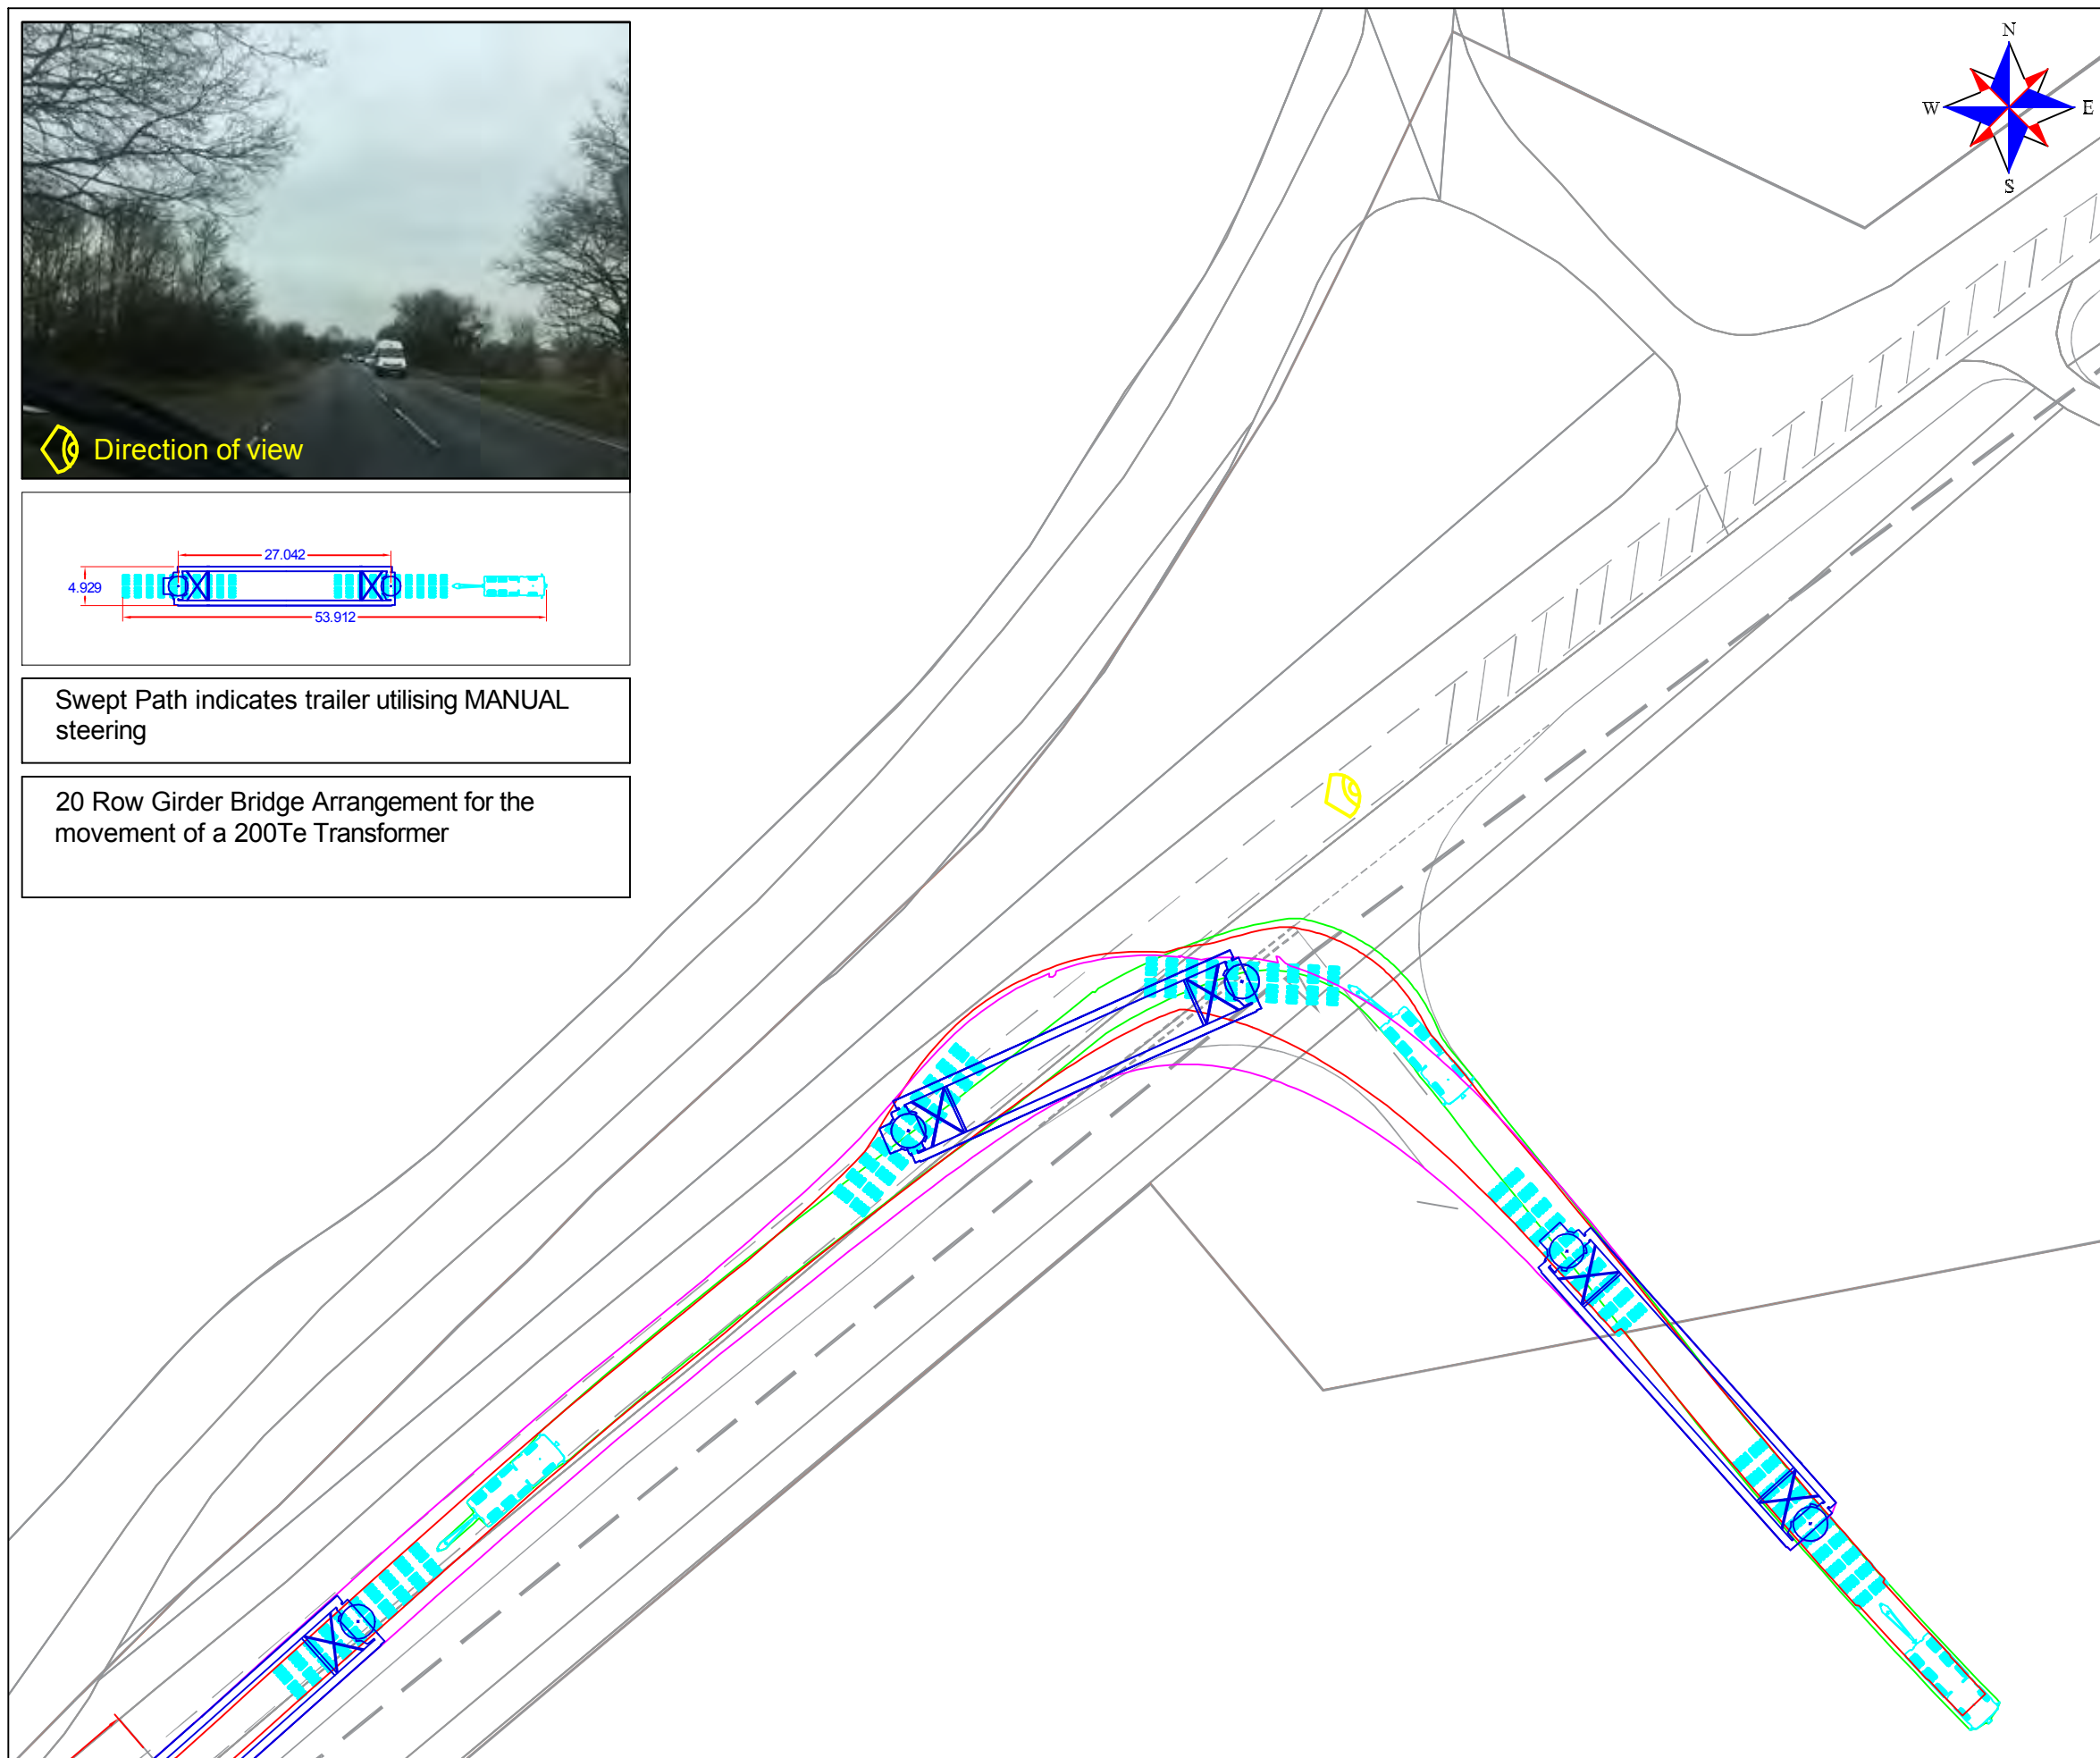 N
W
E
S
Direction of view
27.042
4.929
53.912
Swept Path indicates trailer utilising MANUAL
steering
20 Row Girder Bridge Arrangement for the
movement of a 200Te Transformer